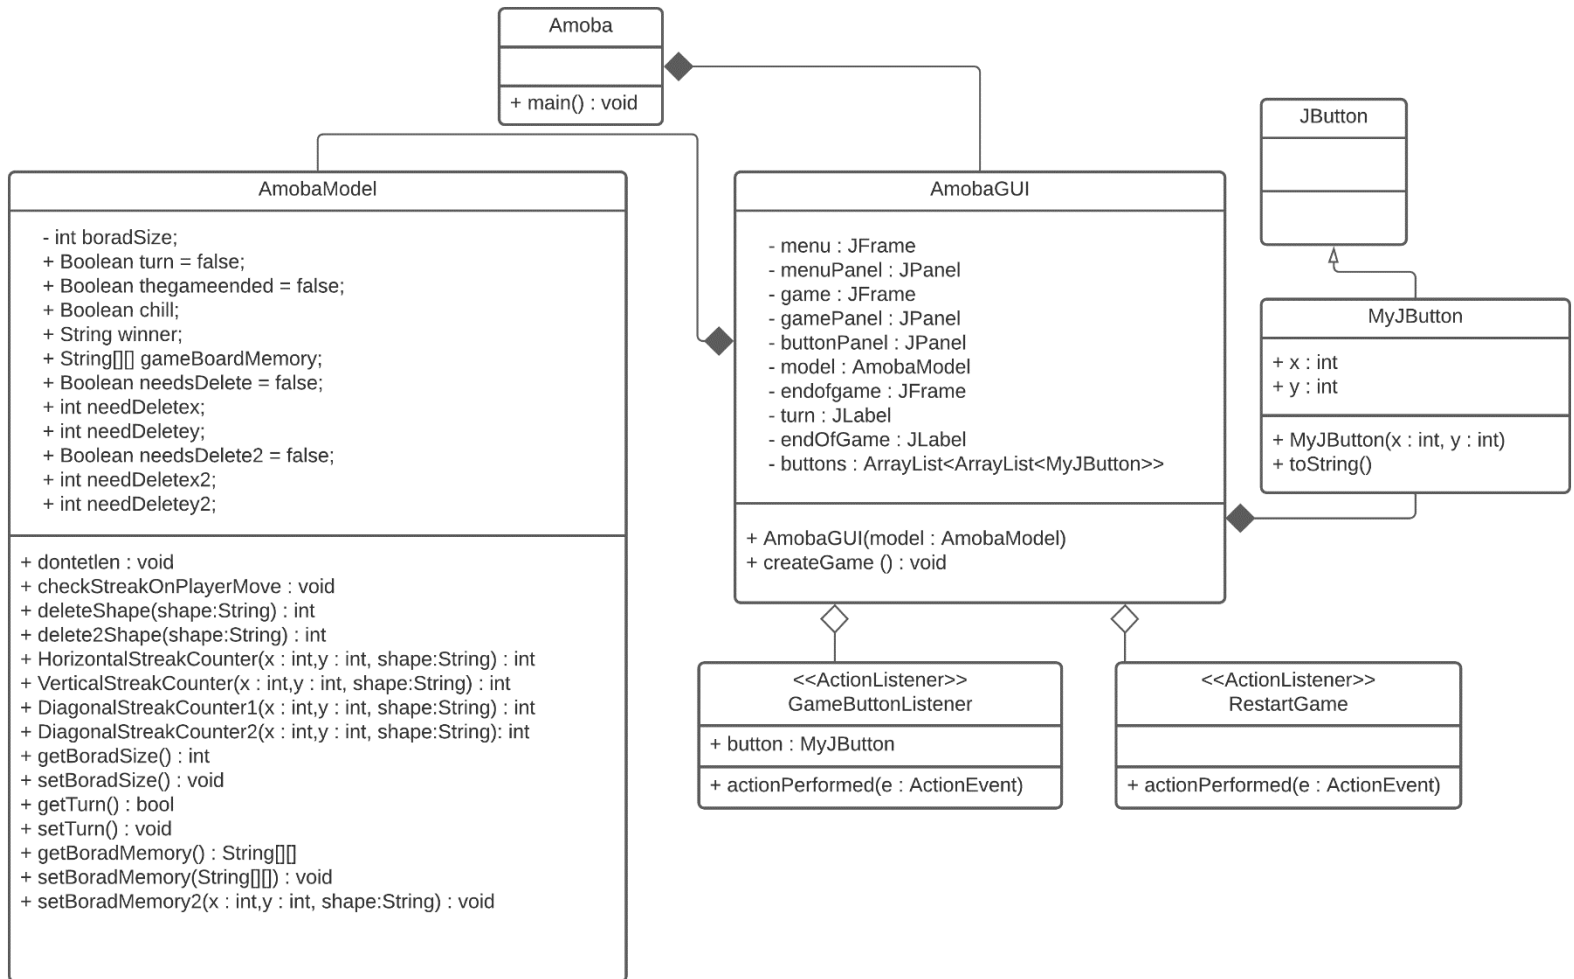 Amoba
+ main() : void
JButton
AmobaModel
- int boradSize;
+ Boolean turn = false;
+ Boolean thegameended = false;
+ Boolean chill;
+ String winner;
+ String[][] gameBoardMemory;
+ Boolean needsDelete = false;
+ int needDeletex;
+ int needDeletey;
+ Boolean needsDelete2 = false;
+ int needDeletex2;
+ int needDeletey2;
+ dontetlen : void
+ checkStreakOnPlayerMove : void
+ deleteShape(shape:String) : int
+ delete2Shape(shape:String) : int
+ HorizontalStreakCounter(x : int,y : int, shape:String) : int
+ VerticalStreakCounter(x : int,y : int, shape:String) : int
+ DiagonalStreakCounter1(x : int,y : int, shape:String) : int
+ DiagonalStreakCounter2(x : int,y : int, shape:String): int
+ getBoradSize() : int
+ setBoradSize() : void
+ getTurn() : bool
+ setTurn() : void
+ getBoradMemory() : String[][]
+ setBoradMemory(String[][]) : void
+ setBoradMemory2(x : int,y : int, shape:String) : void
AmobaGUI
- menu : JFrame
- menuPanel : JPanel
- game : JFrame
- gamePanel : JPanel
- buttonPanel : JPanel
- model : AmobaModel
- endofgame : JFrame
- turn : JLabel
- endOfGame : JLabel
- buttons : ArrayList<ArrayList<MyJButton>>
+ AmobaGUI(model : AmobaModel)
+ createGame () : void
MyJButton
+ x : int
+ y : int
+ MyJButton(x : int, y : int)
+ toString()
<<ActionListener>>
GameButtonListener
+ button : MyJButton
+ actionPerformed(e : ActionEvent)
<<ActionListener>>
RestartGame
+ actionPerformed(e : ActionEvent)